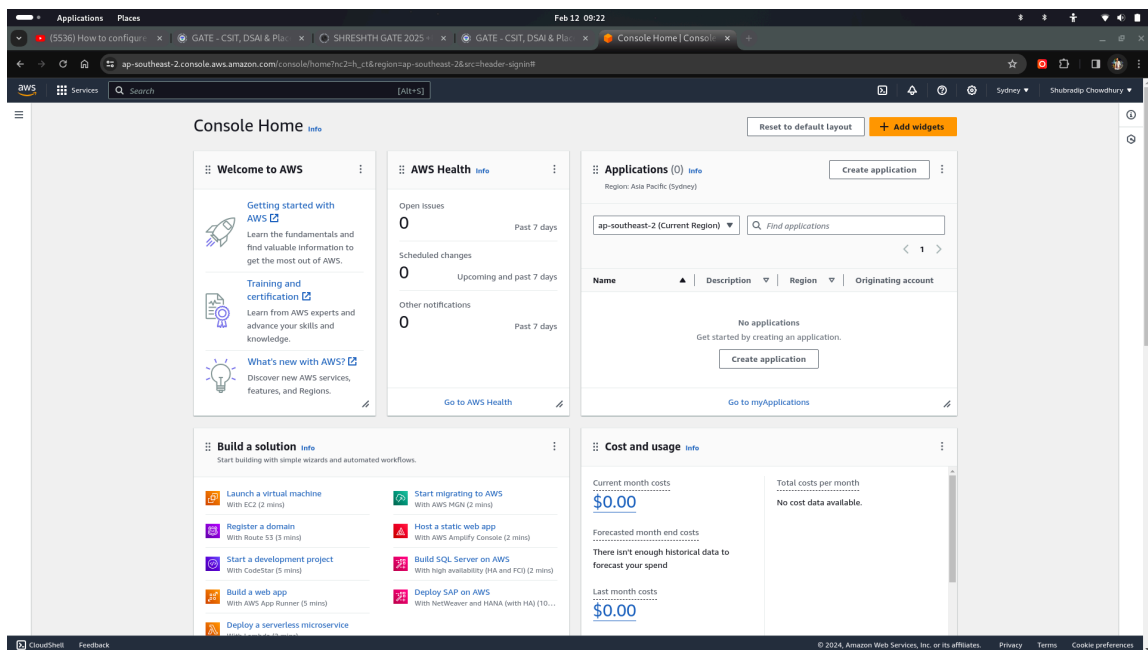 Applications Places Feb 12 09:22
(5536) How to configure GATE - CSIT, DSAI & Plac SHRESHTH GATE 2025 GATE - CSIT, DSAI & Plac Console Home | Console
ap-southeast-2.console.aws.amazon.com/console/home?nc2=h_ct&region=ap-southeast-2&src=header-signin#
aws Services Search [Alt+S] Sydney Shubradip Chowdhury
Console Home Info Reset to default layout + Add widgets
Welcome to AWS
Getting started with
AWS
Learn the fundamentals and
find valuable information to
get the most out of AWS.
Training and
certification
Learn from AWS experts and
advance your skills and
knowledge.
What's new with AWS?
Discover new AWS services,
features, and Regions.
AWS Health Info
Open issues
0 Past 7 days
Scheduled changes
0 Upcoming and past 7 days
Other notifications
0 Past 7 days
Go to AWS Health
Applications (0) Info Create application
Region: Asia Pacific (Sydney)
ap-southeast-2 (Current Region) Find applications
1
Name Description Region Originating account
No applications
Get started by creating an application.
Create application
Go to myApplications
Build a solution Info
Start building with simple wizards and automated workflows.
Launch a virtual machine
With EC2 (2 mins)
Register a domain
With Route 53 (3 mins)
Start a development project
With CodeStar (5 mins)
Build a web app
With AWS App Runner (5 mins)
Deploy a serverless microservice
Start migrating to AWS
With AWS MGN (2 mins)
Host a static web app
With AWS Amplify Console (2 mins)
Build SQL Server on AWS
With high availability (HA and FCI) (2 mins)
Deploy SAP on AWS
With NetWeaver and HANA (with HA) (10...
Cost and usage Info
Current month costs
$0.00
Forecasted month end costs
There isn't enough historical data to
forecast your spend
Last month costs
$0.00
Total costs per month
No cost data available.
CloudShell Feedback © 2024, Amazon Web Services, Inc. or its affiliates. Privacy Terms Cookie preferences